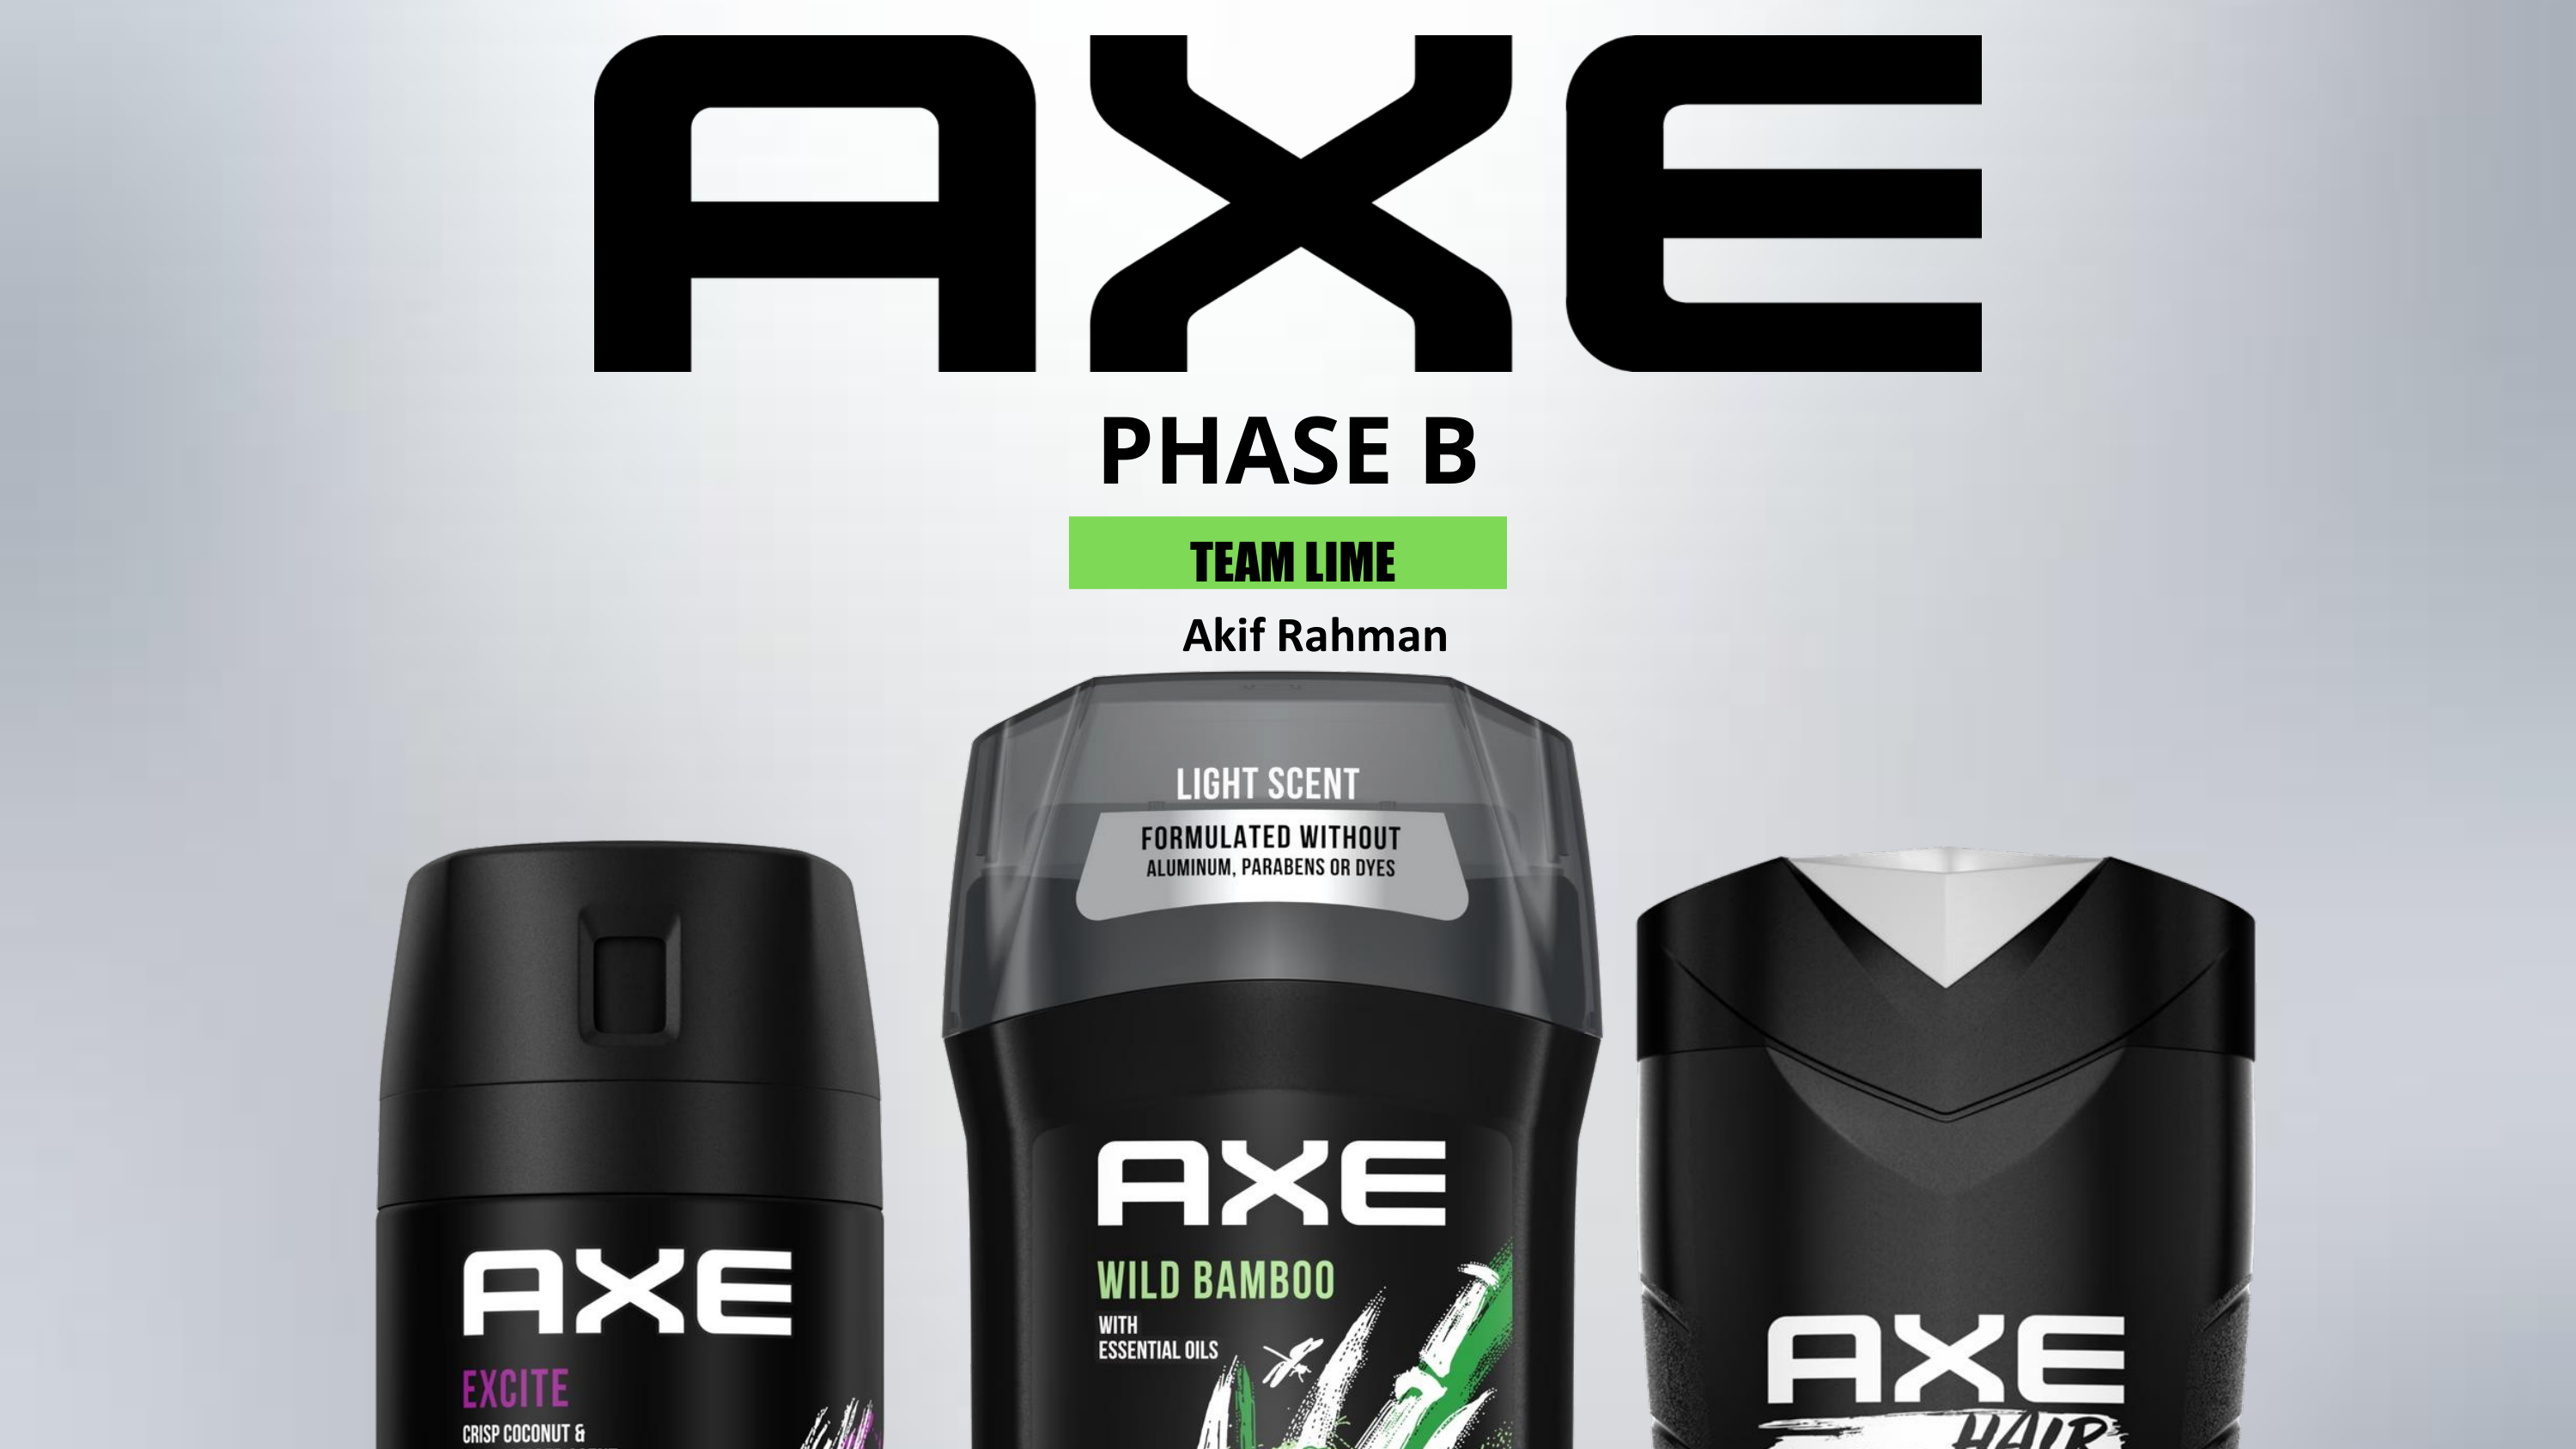 AXE
PHASE B
TEAM LIME
Akif Rahman
LIGHT SCENT
FORMULATED WITHOUT
ALUMINUM, PARABENS OR DYES
AXE
EXCITE
CRISP COCONUT &
AXE
WILD BAMBOO
WITH
ESSENTIAL OILS
AXE
HAIR